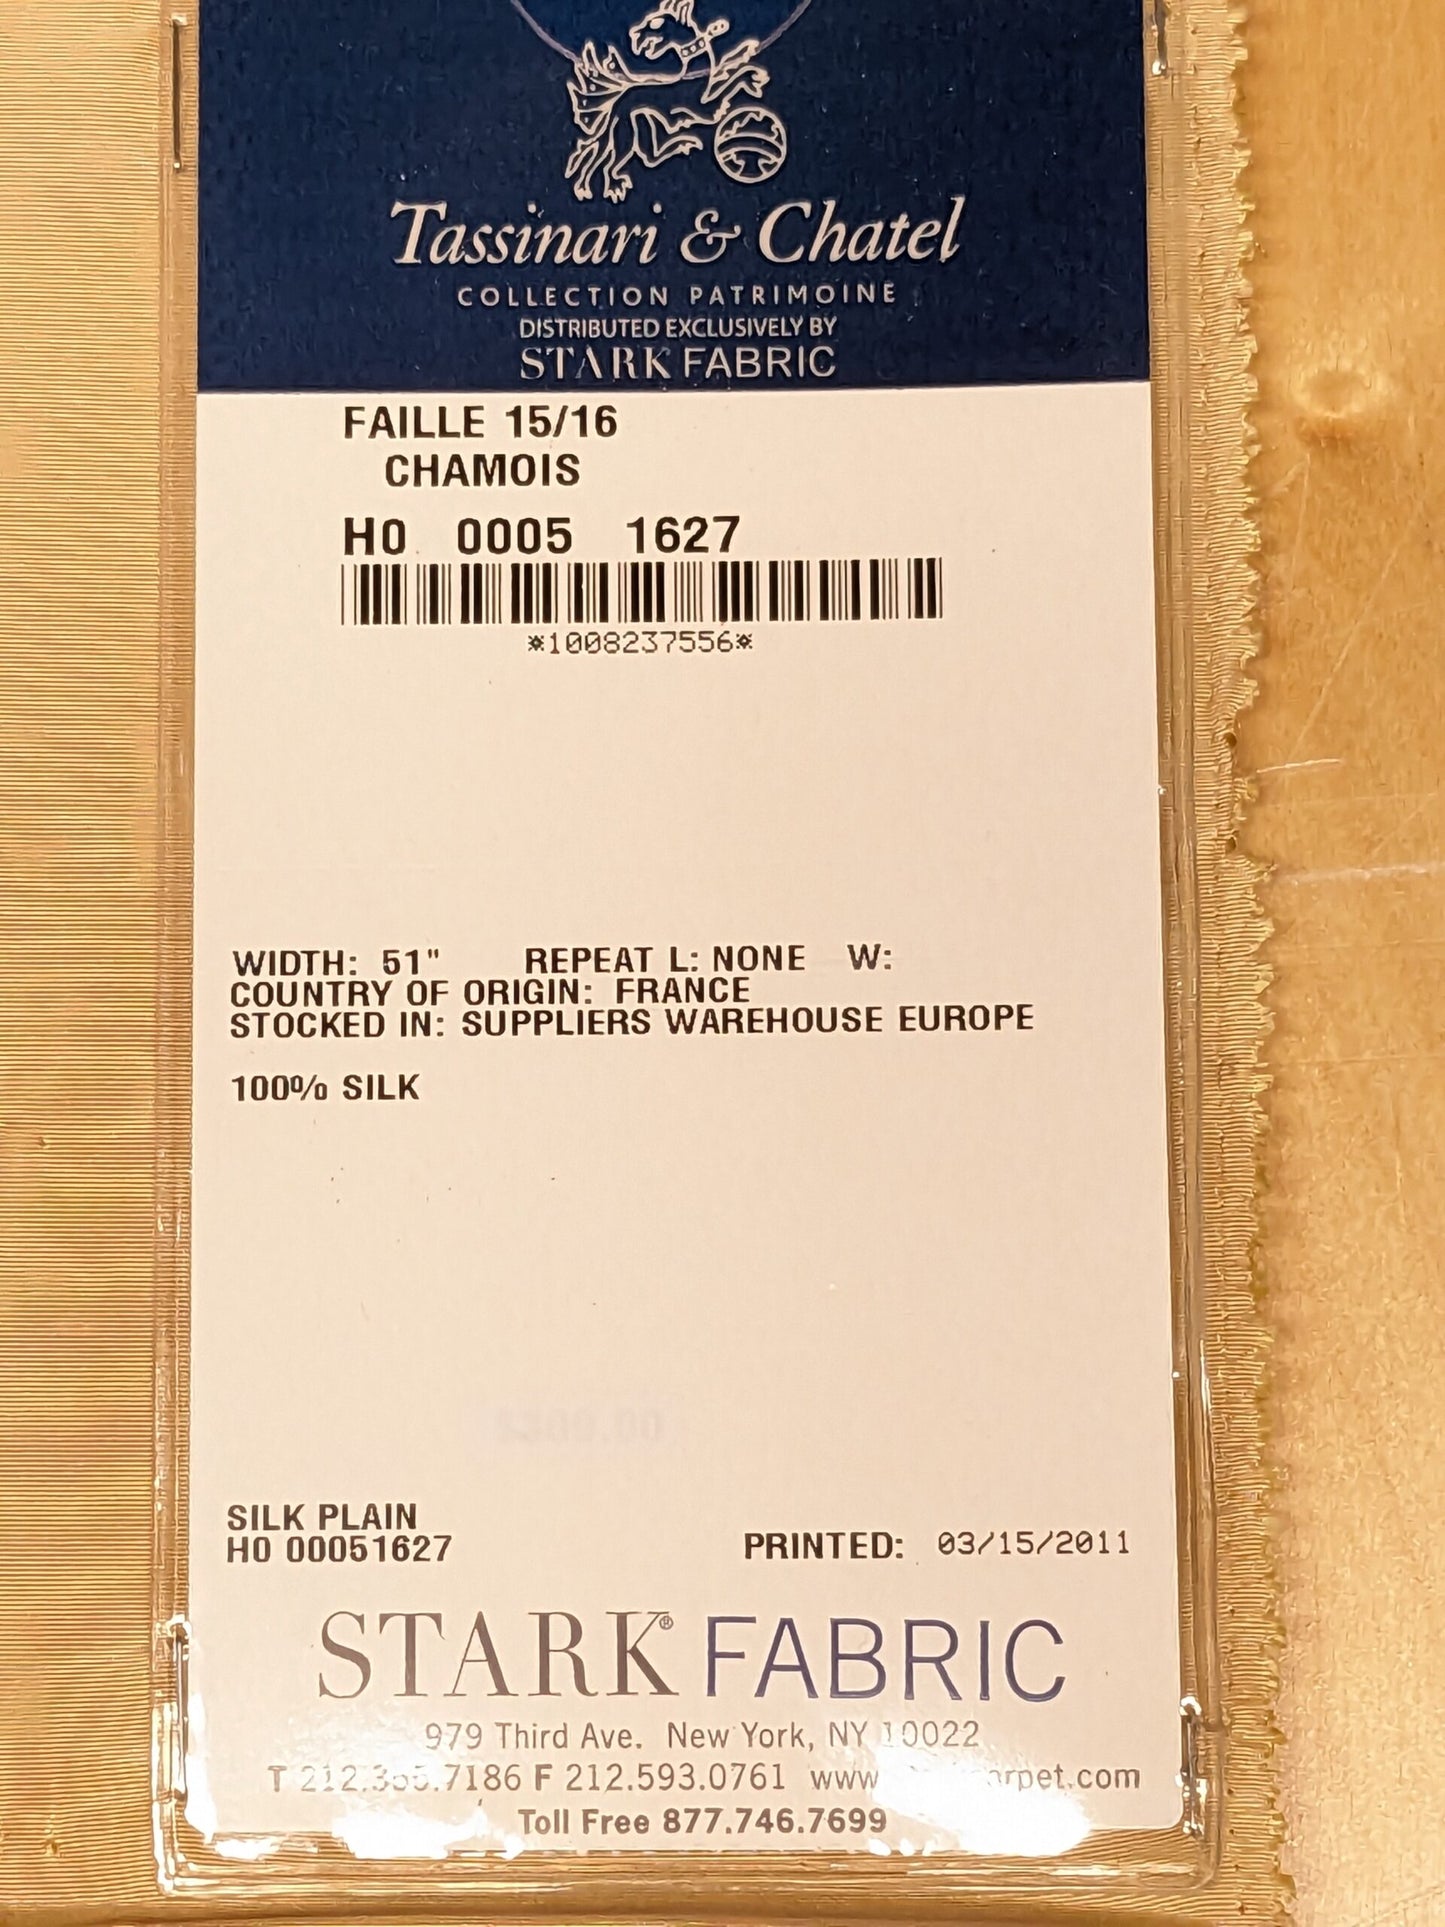 Tassinari & Chatel
COLLECTION PATRIMOINE
DISTRIBUTED EXCLUSIVELY BY
STARK FABRIC
FAILLE 15/16
CHAMOIS
H0 0005 1627
*1008237556*
WIDTH: 51" REPEAT L: NONE W:
COUNTRY OF ORIGIN: FRANCE
STOCKED IN: SUPPLIERS WAREHOUSE EUROPE
100% SILK
SILK PLAIN
H0 00051627 PRINTED: 03/15/2011
STARK® FABRIC
979 Third Ave. New York, NY 10022
T F 212.593.0761
Toll Free 877.746.7699